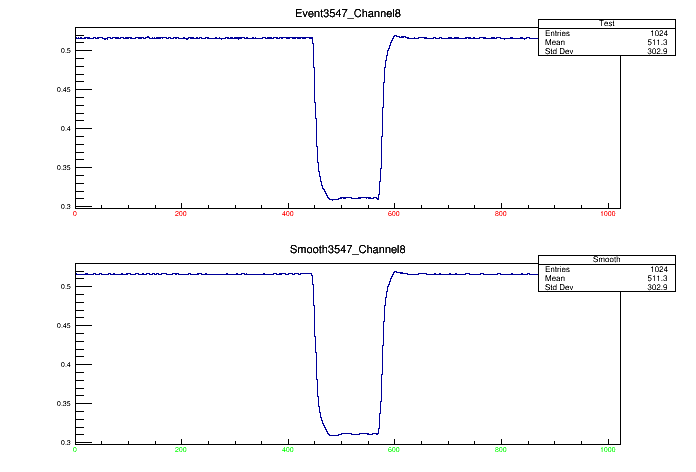 Event3547_Channel8
Test
Entries 1024
Mean 511.3
Std Dev 302.9
0.5
0.45
0.4
0.35
0.3
0 200 400 600 800 1000
Smooth3547_Channel8
Smooth
Entries 1024
Mean 511.3
Std Dev 302.9
0.5
0.45
0.4
0.35
0.3
0 200 400 600 800 1000